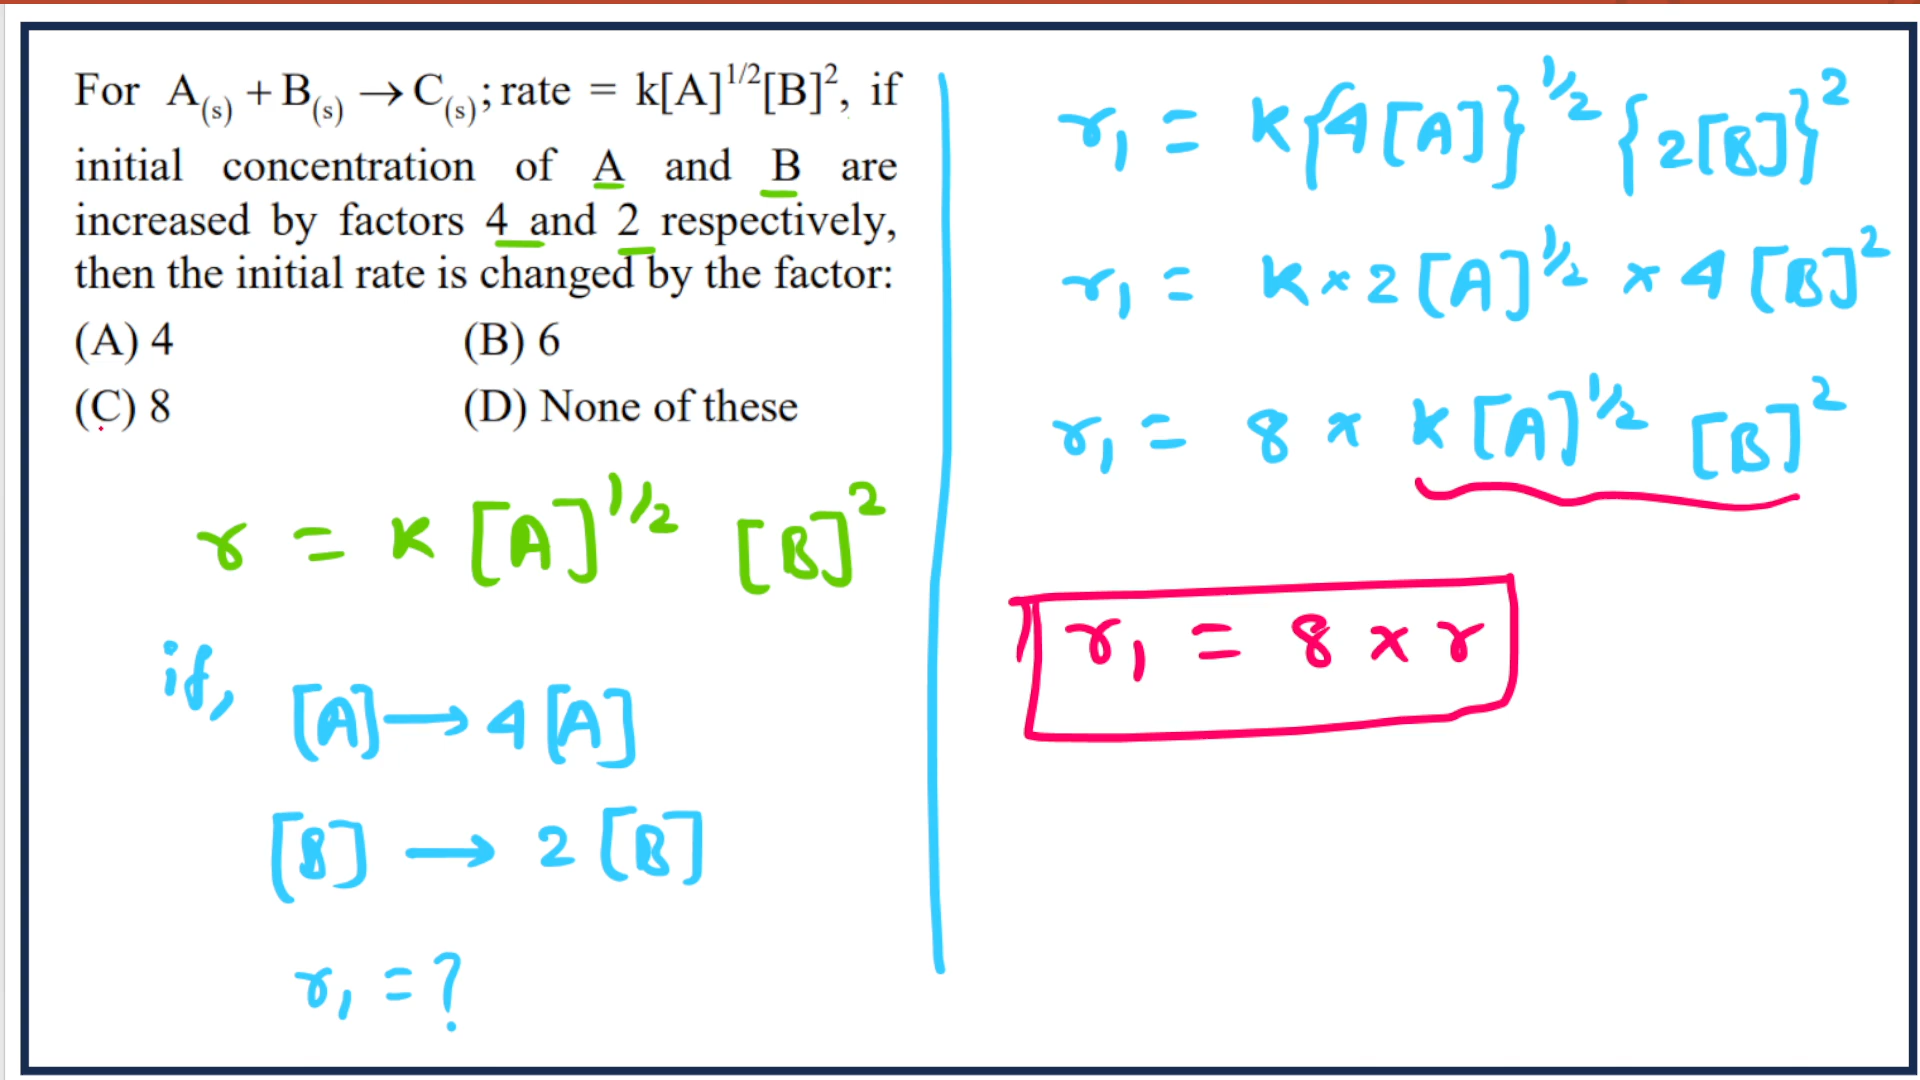 For A(s) + B(s) → C(s); rate = k[A]^1/2[B]^2, if
initial concentration of A and B are
increased by factors 4 and 2 respectively,
then the initial rate is changed by the factor:
(A) 4 (B) 6
(C) 8 (D) None of these
r = K [A]^1/2 [B]^2
if,
[A] → 4 [A]
[B] → 2 [B]
r₁ = ?
r₁ = K{4[A]}^1/2 {2[B]}^2
r₁ = K × 2 [A]^1/2 × 4 [B]^2
r₁ = 8 × K [A]^1/2 [B]^2
r₁ = 8 × r